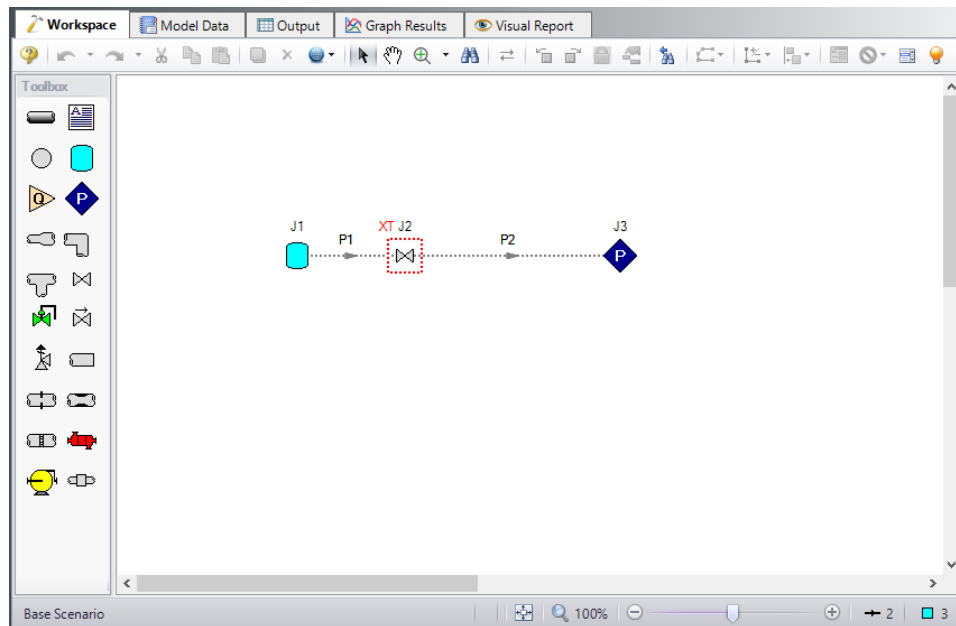 Workspace Model Data Output Graph Results Visual Report
Toolbox
A
Q P
J1 XT J2 J3
P1 P2
P
Base Scenario 100% 2 3